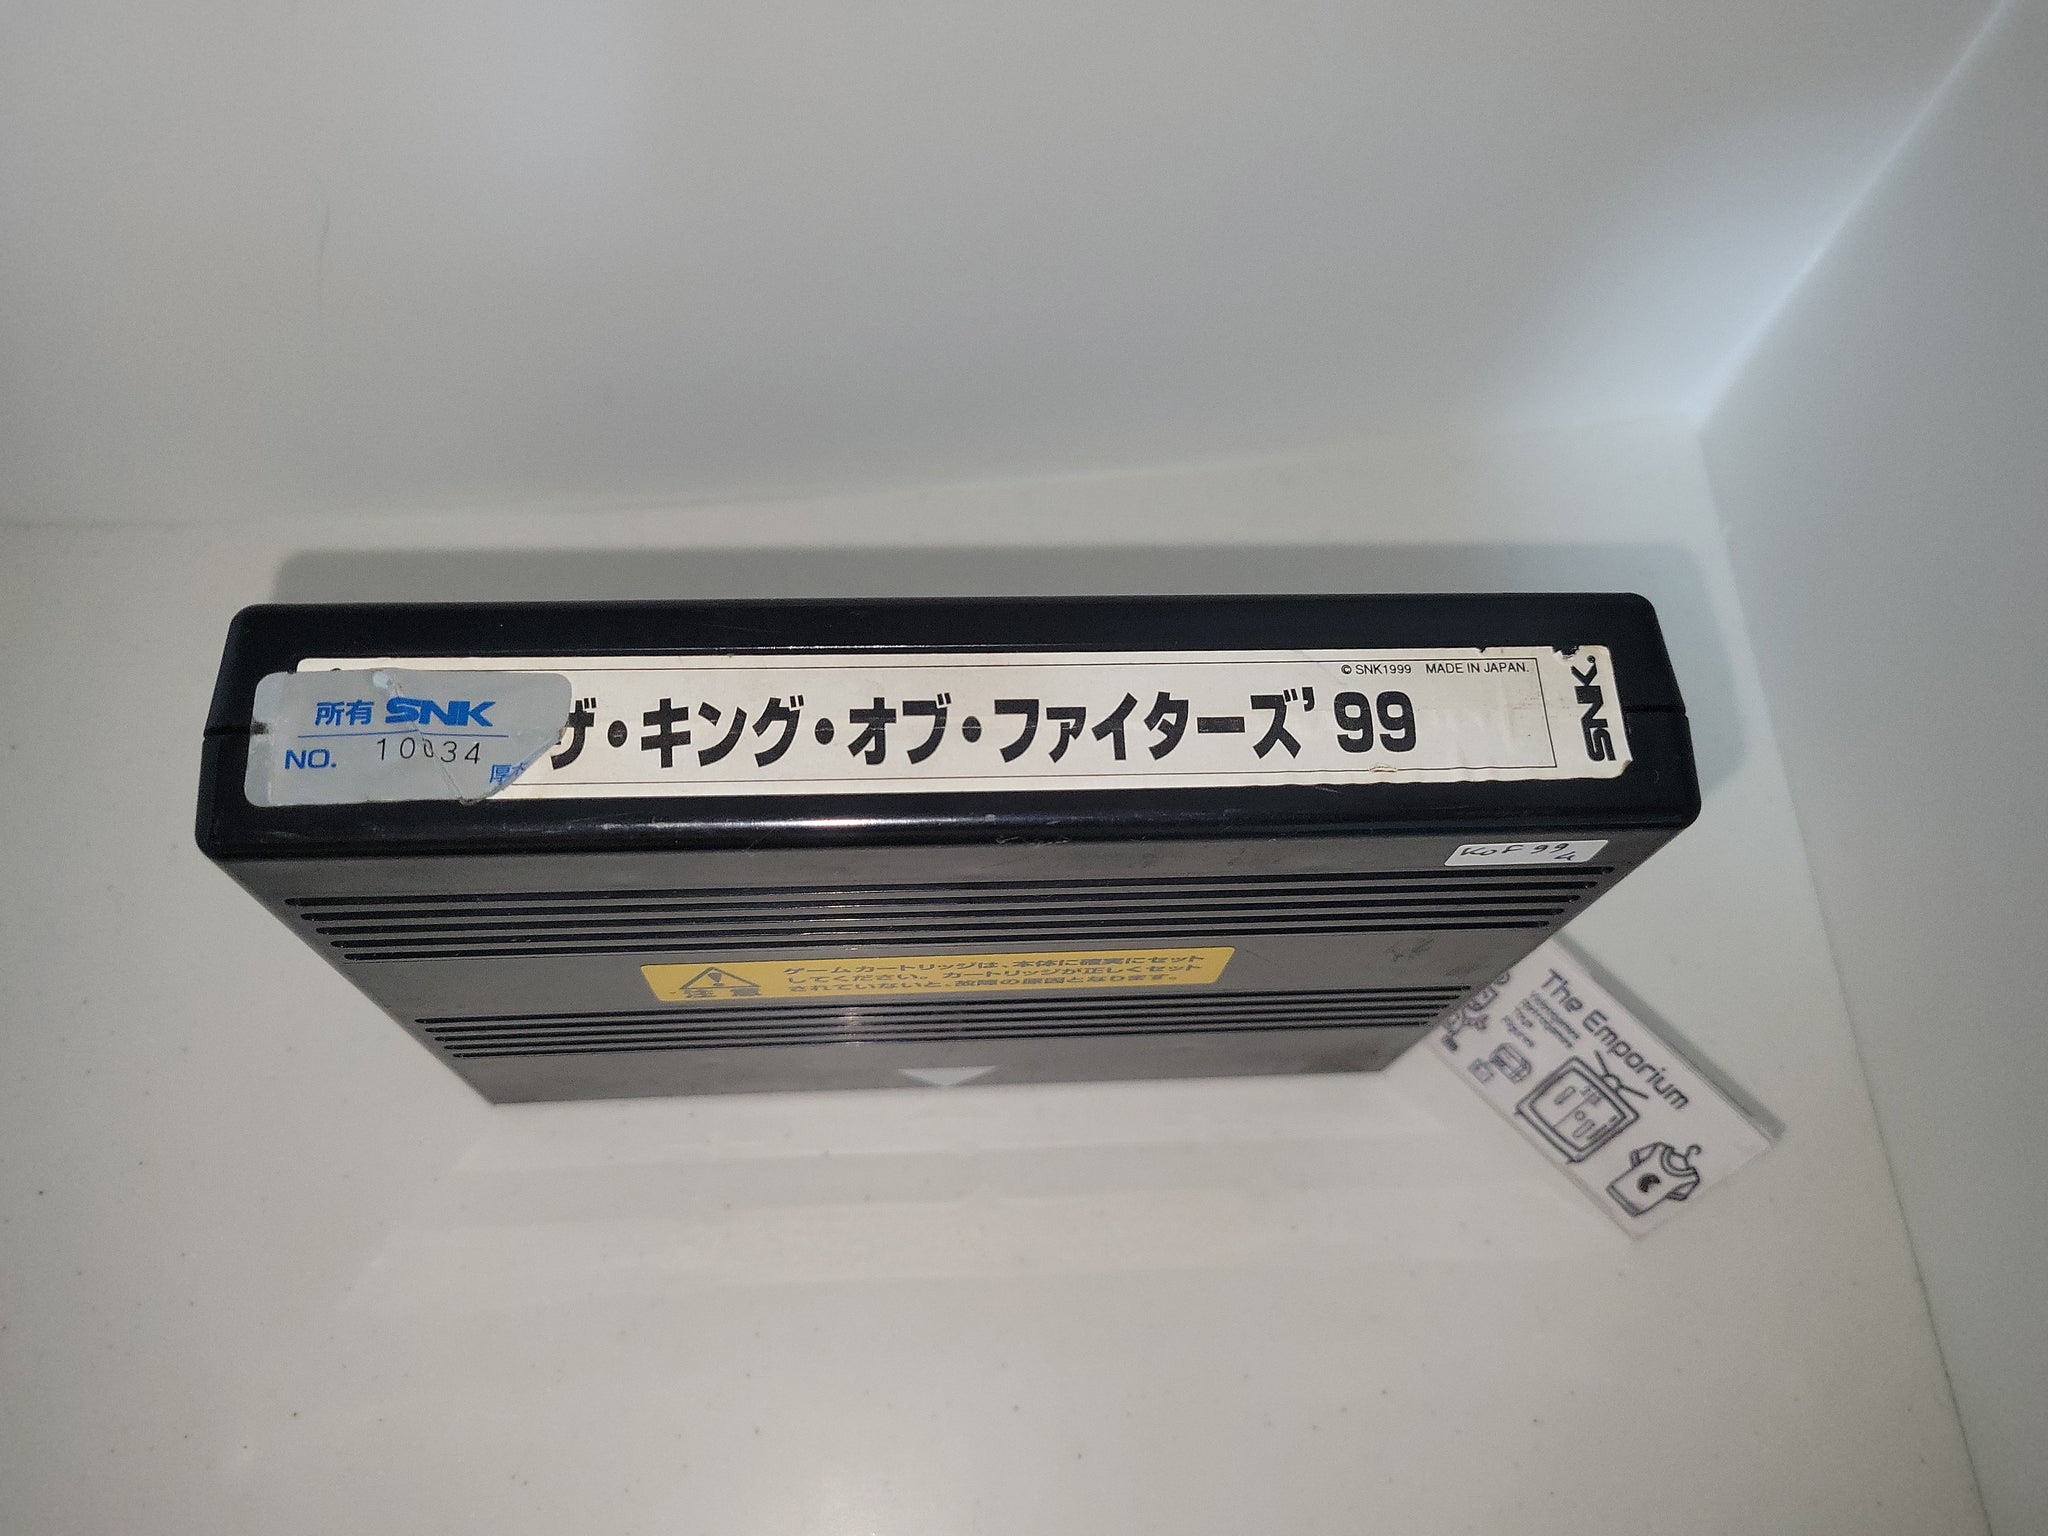 所有 SNK
NO. 10034
厚木
ザ・キング・オブ・ファイターズ'99
©SNK1999 MADE IN JAPAN.
SNK.
KOF 99
注意
ゲームカートリッジは、本体に確実にセット
してください。カートリッジが正しくセット
されていないと、故障の原因となります。
The Emporium